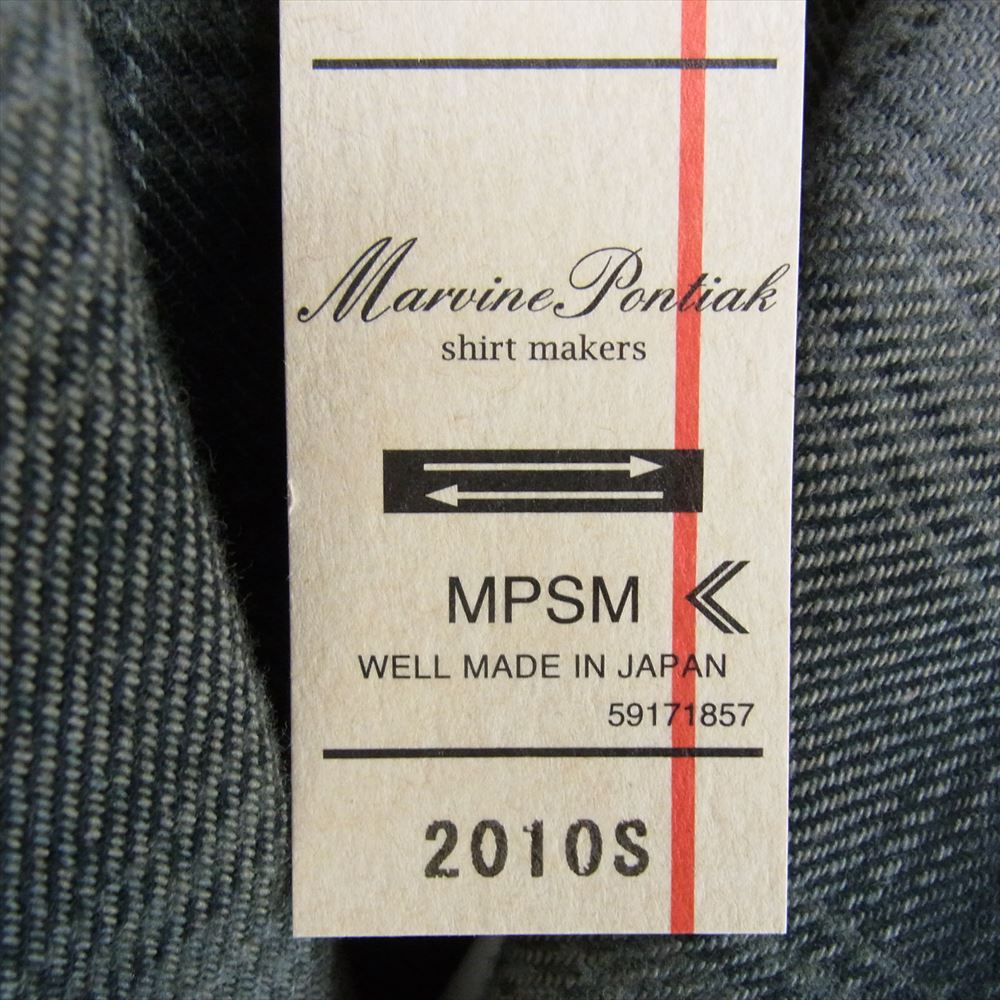 Marvine Pontiak
shirt makers
MPSM
WELL MADE IN JAPAN
59171857
2010S